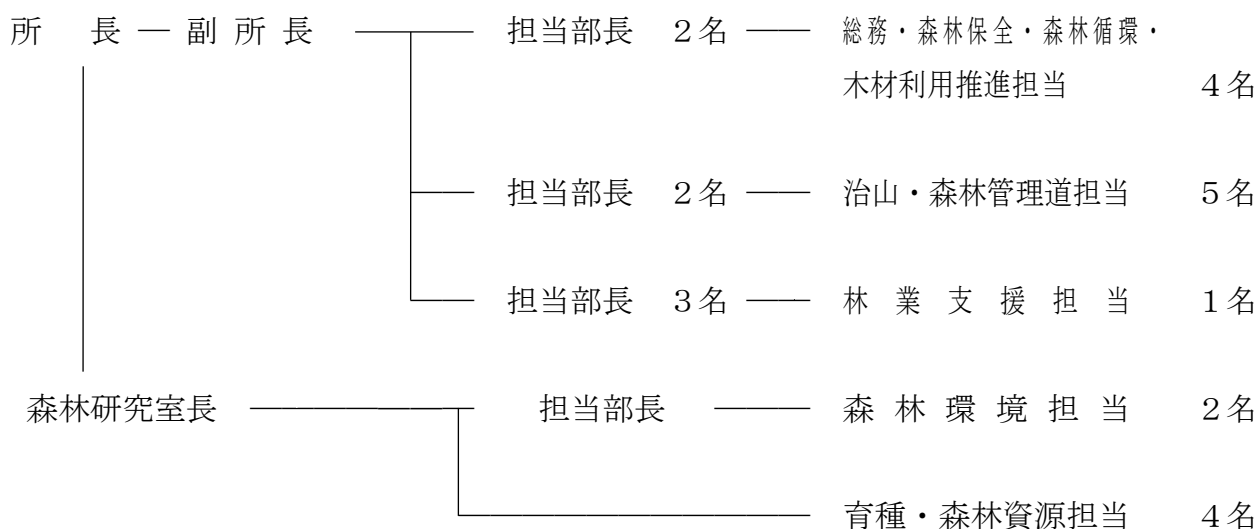 所長 副所長 担当部長 2名 総務・森林保全・森林循環・
木材利用推進担当 4名
担当部長 2名 治山・森林管理道担当 5名
担当部長 3名 林業支援担当 1名
森林研究室長 担当部長 森林環境担当 2名
育種・森林資源担当 4名